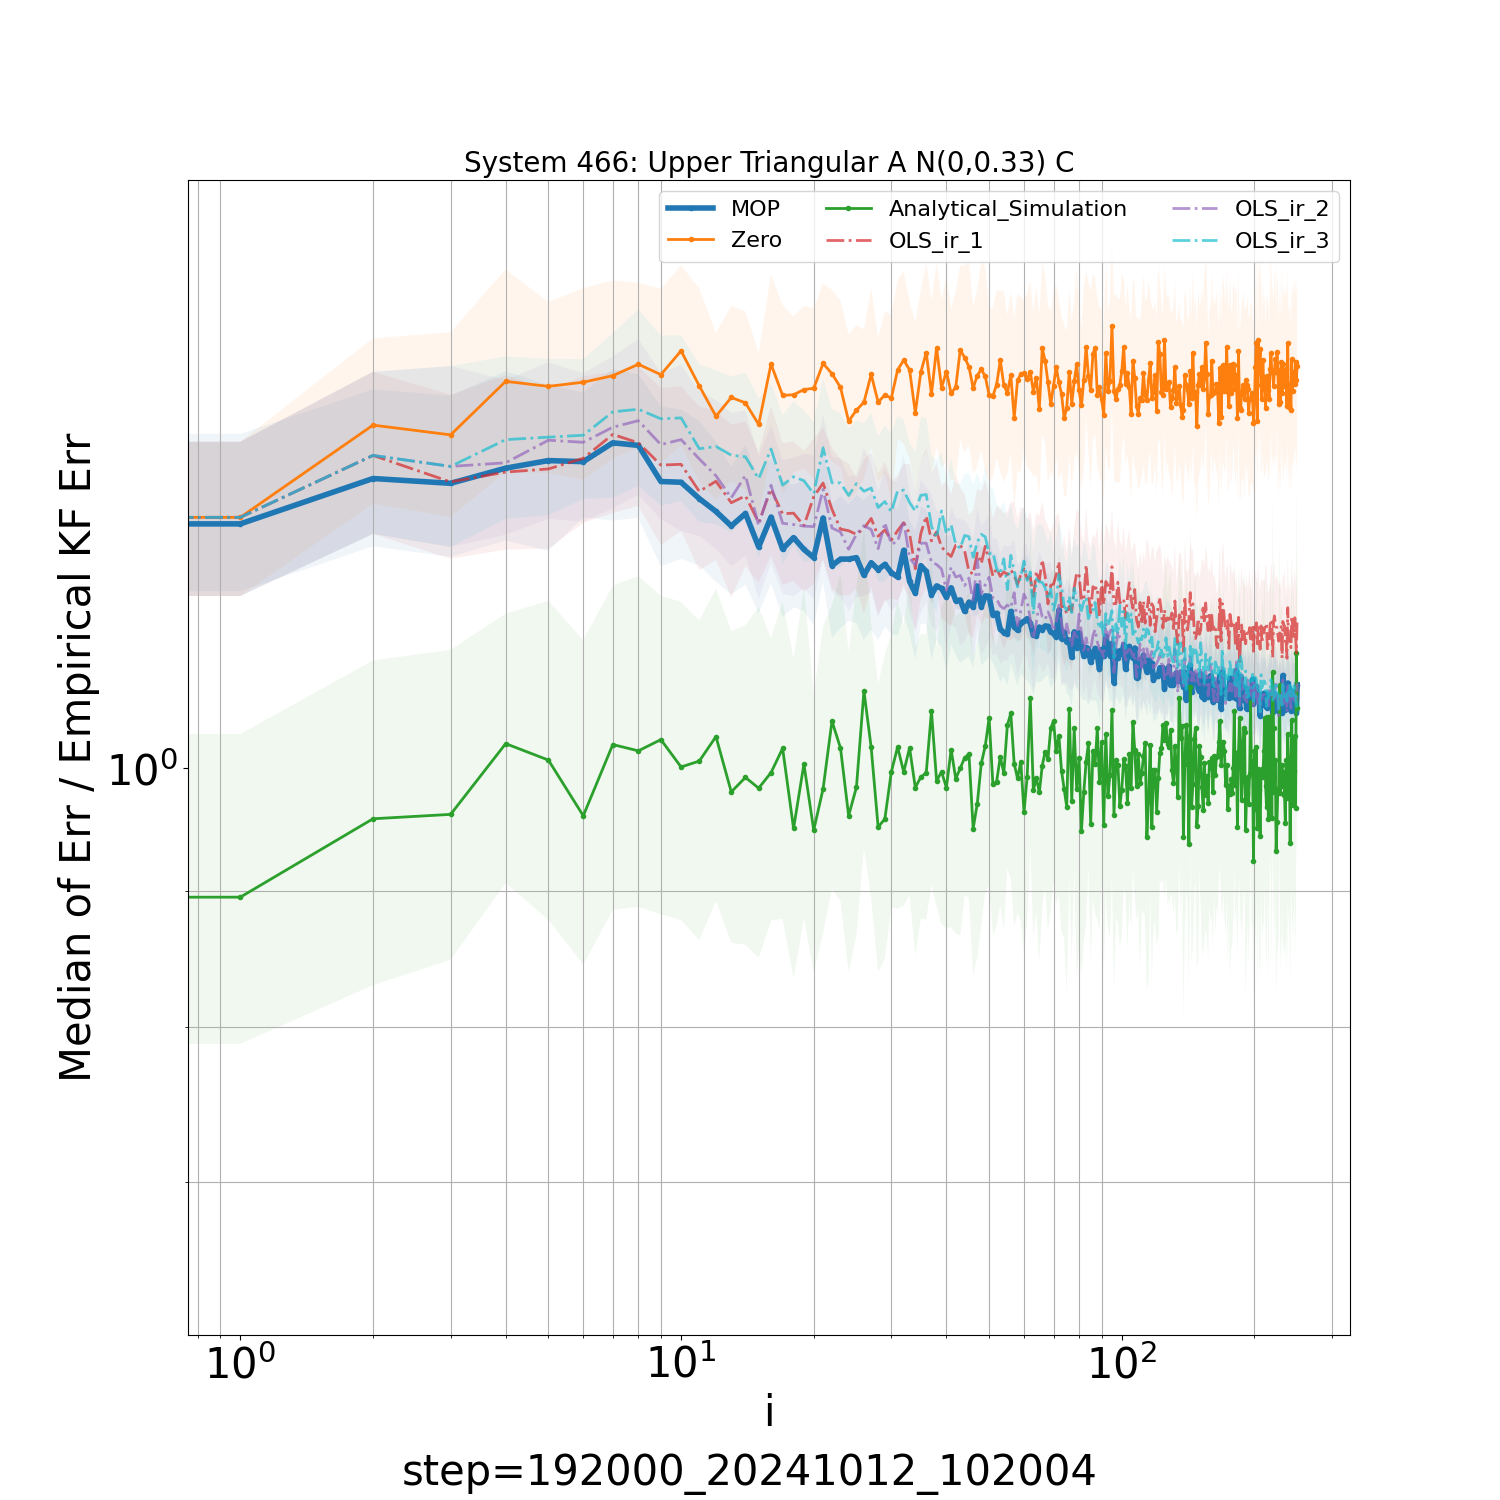 System 466: Upper Triangular A N(0,0.33) C
MOP
Zero
Analytical_Simulation
OLS_ir_1
OLS_ir_2
OLS_ir_3
Median of Err / Empirical KF Err
10⁰
10⁰ 10¹ 10²
i
step=192000_20241012_102004